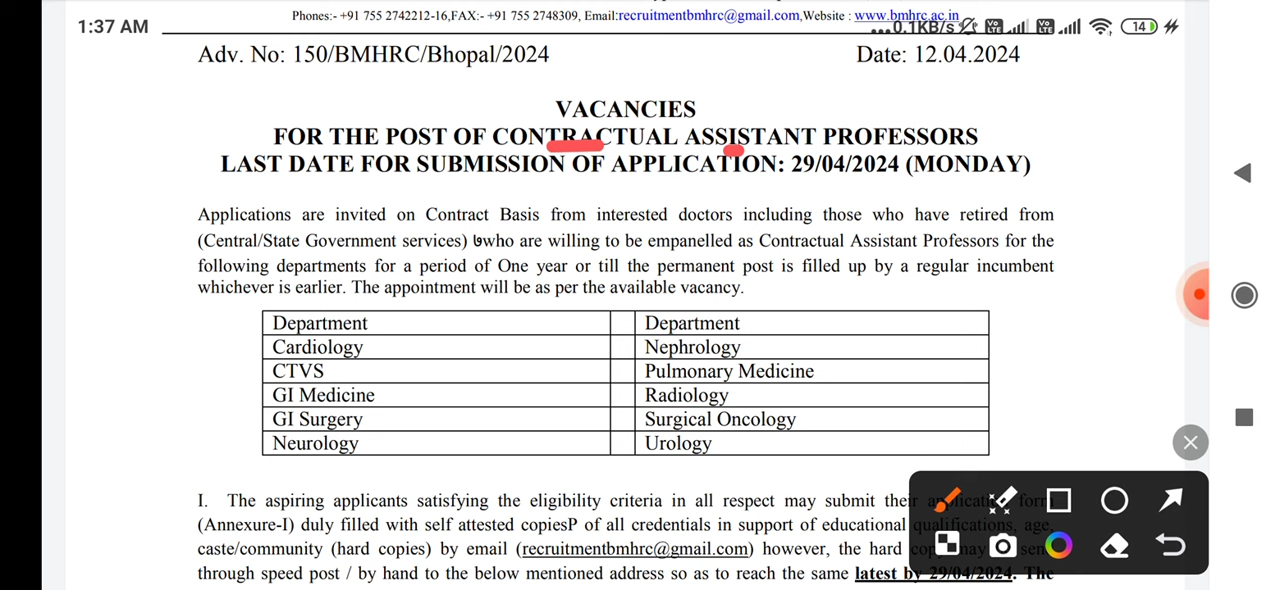 Phones:- +91 755 2742212-16,FAX:- +91 755 2748309, Email:recruitmentbmhrc@gmail.com,Website : www.bmhrc.ac.in
1:37 AM
...0.1KB/s
14
Adv. No: 150/BMHRC/Bhopal/2024 Date: 12.04.2024
VACANCIES
FOR THE POST OF CONTRACTUAL ASSISTANT PROFESSORS
LAST DATE FOR SUBMISSION OF APPLICATION: 29/04/2024 (MONDAY)
Applications are invited on Contract Basis from interested doctors including those who have retired from
(Central/State Government services) who are willing to be empanelled as Contractual Assistant Professors for the
following departments for a period of One year or till the permanent post is filled up by a regular incumbent
whichever is earlier. The appointment will be as per the available vacancy.
Department Department
Cardiology Nephrology
CTVS Pulmonary Medicine
GI Medicine Radiology
GI Surgery Surgical Oncology
Neurology Urology
I. The aspiring applicants satisfying the eligibility criteria in all respect may submit their application form
(Annexure-I) duly filled with self attested copiesP of all credentials in support of educational qualifications, age,
caste/community (hard copies) by email (recruitmentbmhrc@gmail.com) however, the hard copy may sent
through speed post / by hand to the below mentioned address so as to reach the same latest by 29/04/2024. The